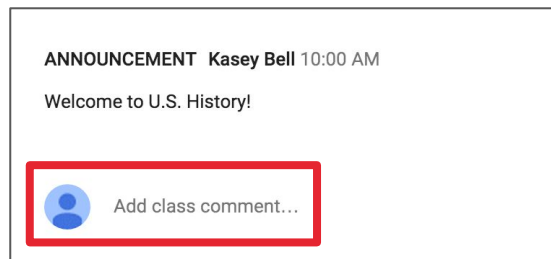 ANNOUNCEMENT Kasey Bell 10:00 AM
Welcome to U.S. History!
Add class comment...